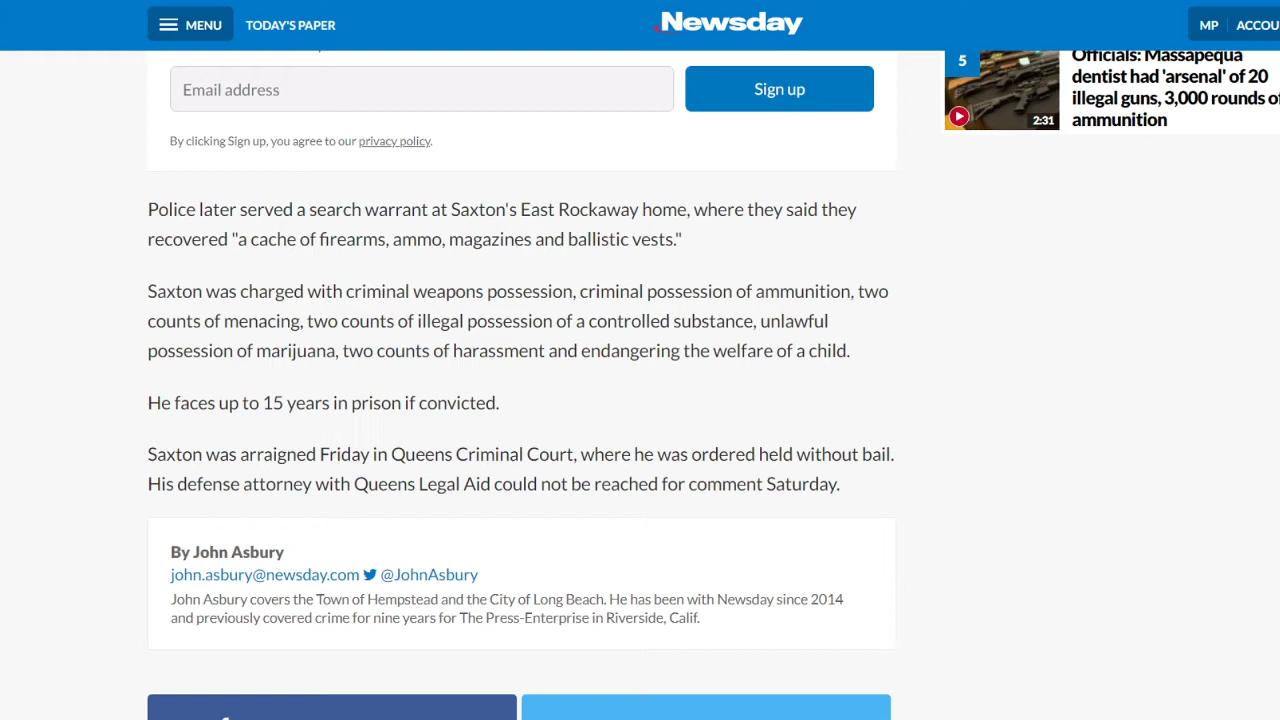 MENU TODAY'S PAPER
Newsday
MP ACCOU
Email address
Sign up
By clicking Sign up, you agree to our privacy policy.
5
Officials: Massapequa
dentist had 'arsenal' of 20
illegal guns, 3,000 rounds of
ammunition
2:31
Police later served a search warrant at Saxton's East Rockaway home, where they said they
recovered "a cache of firearms, ammo, magazines and ballistic vests."
Saxton was charged with criminal weapons possession, criminal possession of ammunition, two
counts of menacing, two counts of illegal possession of a controlled substance, unlawful
possession of marijuana, two counts of harassment and endangering the welfare of a child.
He faces up to 15 years in prison if convicted.
Saxton was arraigned Friday in Queens Criminal Court, where he was ordered held without bail.
His defense attorney with Queens Legal Aid could not be reached for comment Saturday.
By John Asbury
john.asbury@newsday.com @JohnAsbury
John Asbury covers the Town of Hempstead and the City of Long Beach. He has been with Newsday since 2014
and previously covered crime for nine years for The Press-Enterprise in Riverside, Calif.